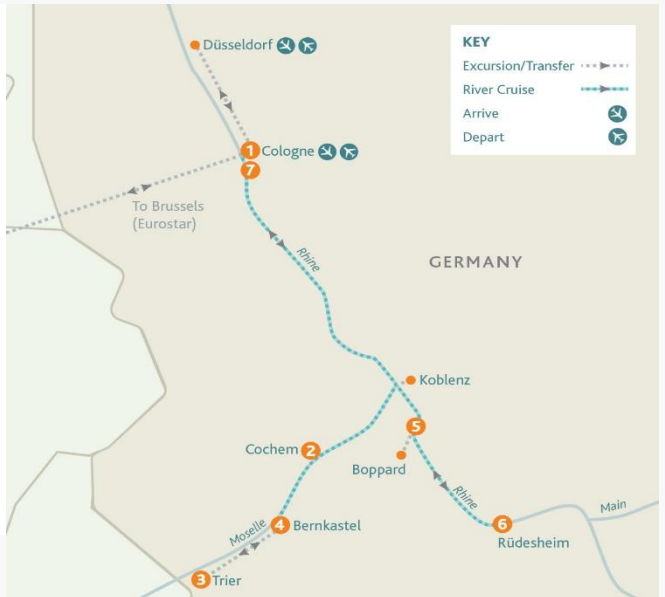 Düsseldorf
KEY
Excursion/Transfer
River Cruise
Arrive
Depart
1 Cologne
7
To Brussels
(Eurostar)
Rhine
GERMANY
Koblenz
5
Cochem 2
Boppard
Rhine
6
Rüdesheim
Main
Moselle
4 Bernkastel
3 Trier